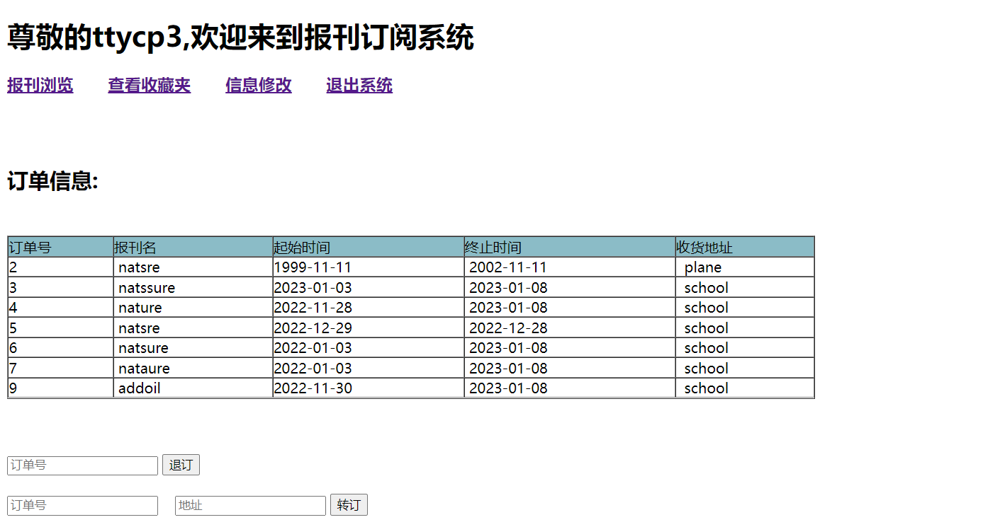 尊敬的ttycp3,欢迎来到报刊订阅系统
报刊浏览 查看收藏夹 信息修改 退出系统
订单信息:
订单号 报刊名 起始时间 终止时间 收货地址
2 natsre 1999-11-11 2002-11-11 plane
3 natssure 2023-01-03 2023-01-08 school
4 nature 2022-11-28 2023-01-08 school
5 natsre 2022-12-29 2022-12-28 school
6 natsure 2022-01-03 2023-01-08 school
7 nataure 2022-01-03 2023-01-08 school
9 addoil 2022-11-30 2023-01-08 school
订单号 退订
订单号 地址 转订